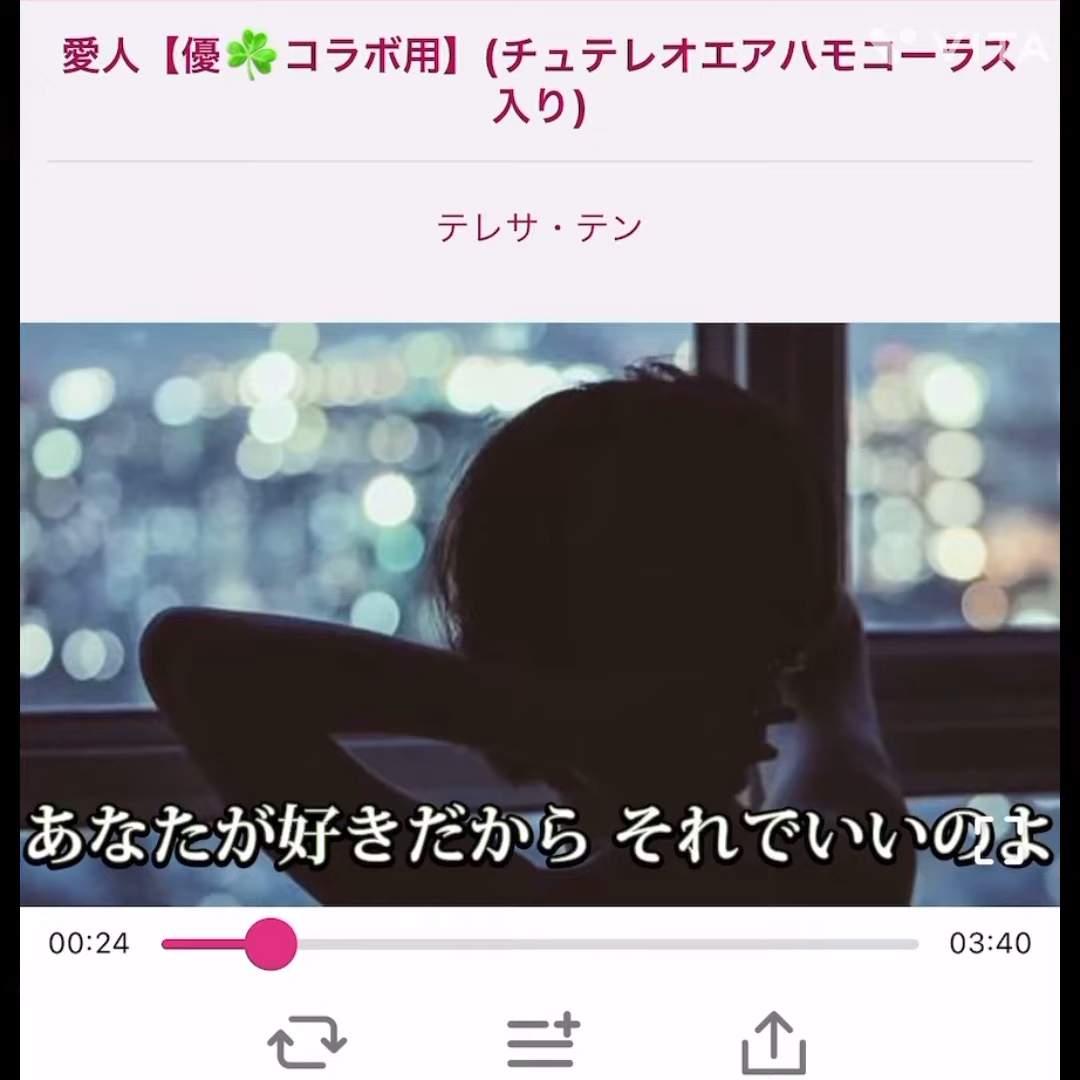 愛人【優☘️コラボ用】(チュテレオエアハモコーラス
入り)
VITA
テレサ・テン
あなたが好きだから それでいいのよ
00:24
03:40